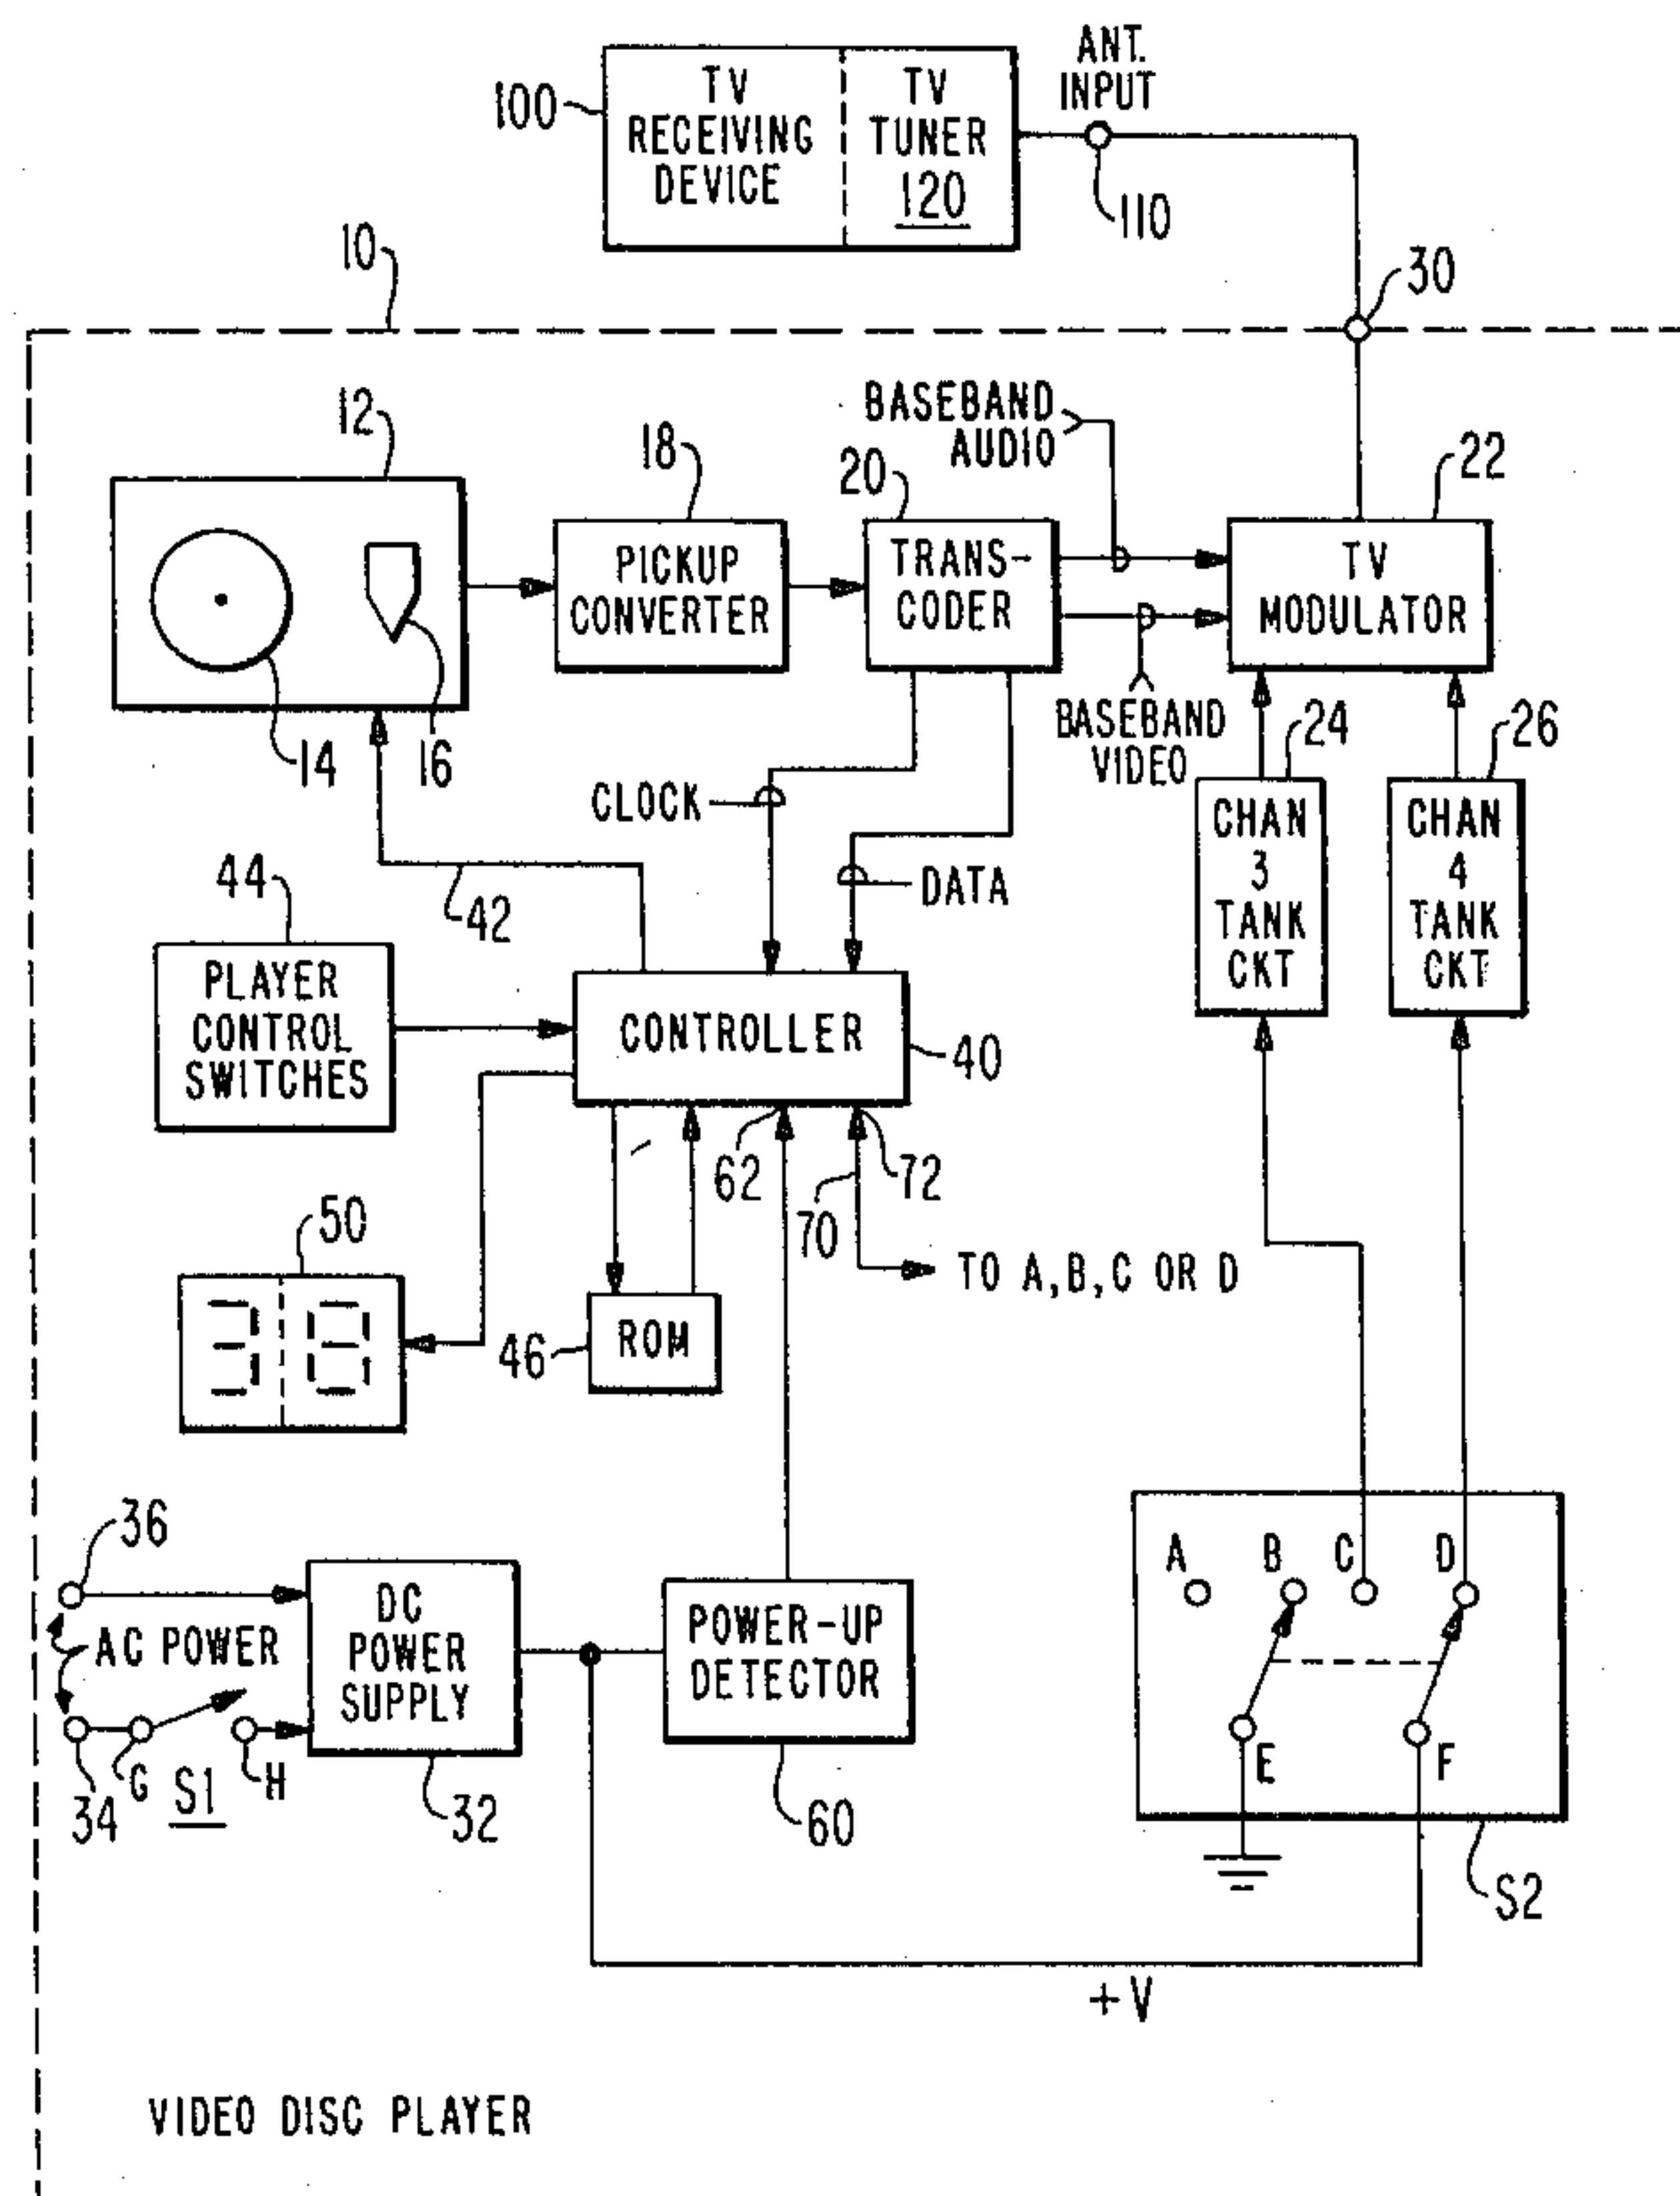 ANT.
INPUT
100
TV
RECEIVING
DEVICE
TV
TUNER
120
110
10
30
12
18
BASEBAND
AUDIO
20
22
PICKUP
CONVERTER
TRANS-
CODER
TV
MODULATOR
14
16
BASEBAND
VIDEO
24
26
CLOCK
CHAN
3
TANK
CKT
CHAN
4
TANK
CKT
44
42
DATA
PLAYER
CONTROL
SWITCHES
CONTROLLER
40
62
72
70
50
TO A,B,C OR D
38
46
ROM
36
A
B
C
D
AC POWER
DC
POWER
SUPPLY
POWER-UP
DETECTOR
34
G
S1
H
32
60
E
F
S2
+V
VIDEO DISC PLAYER